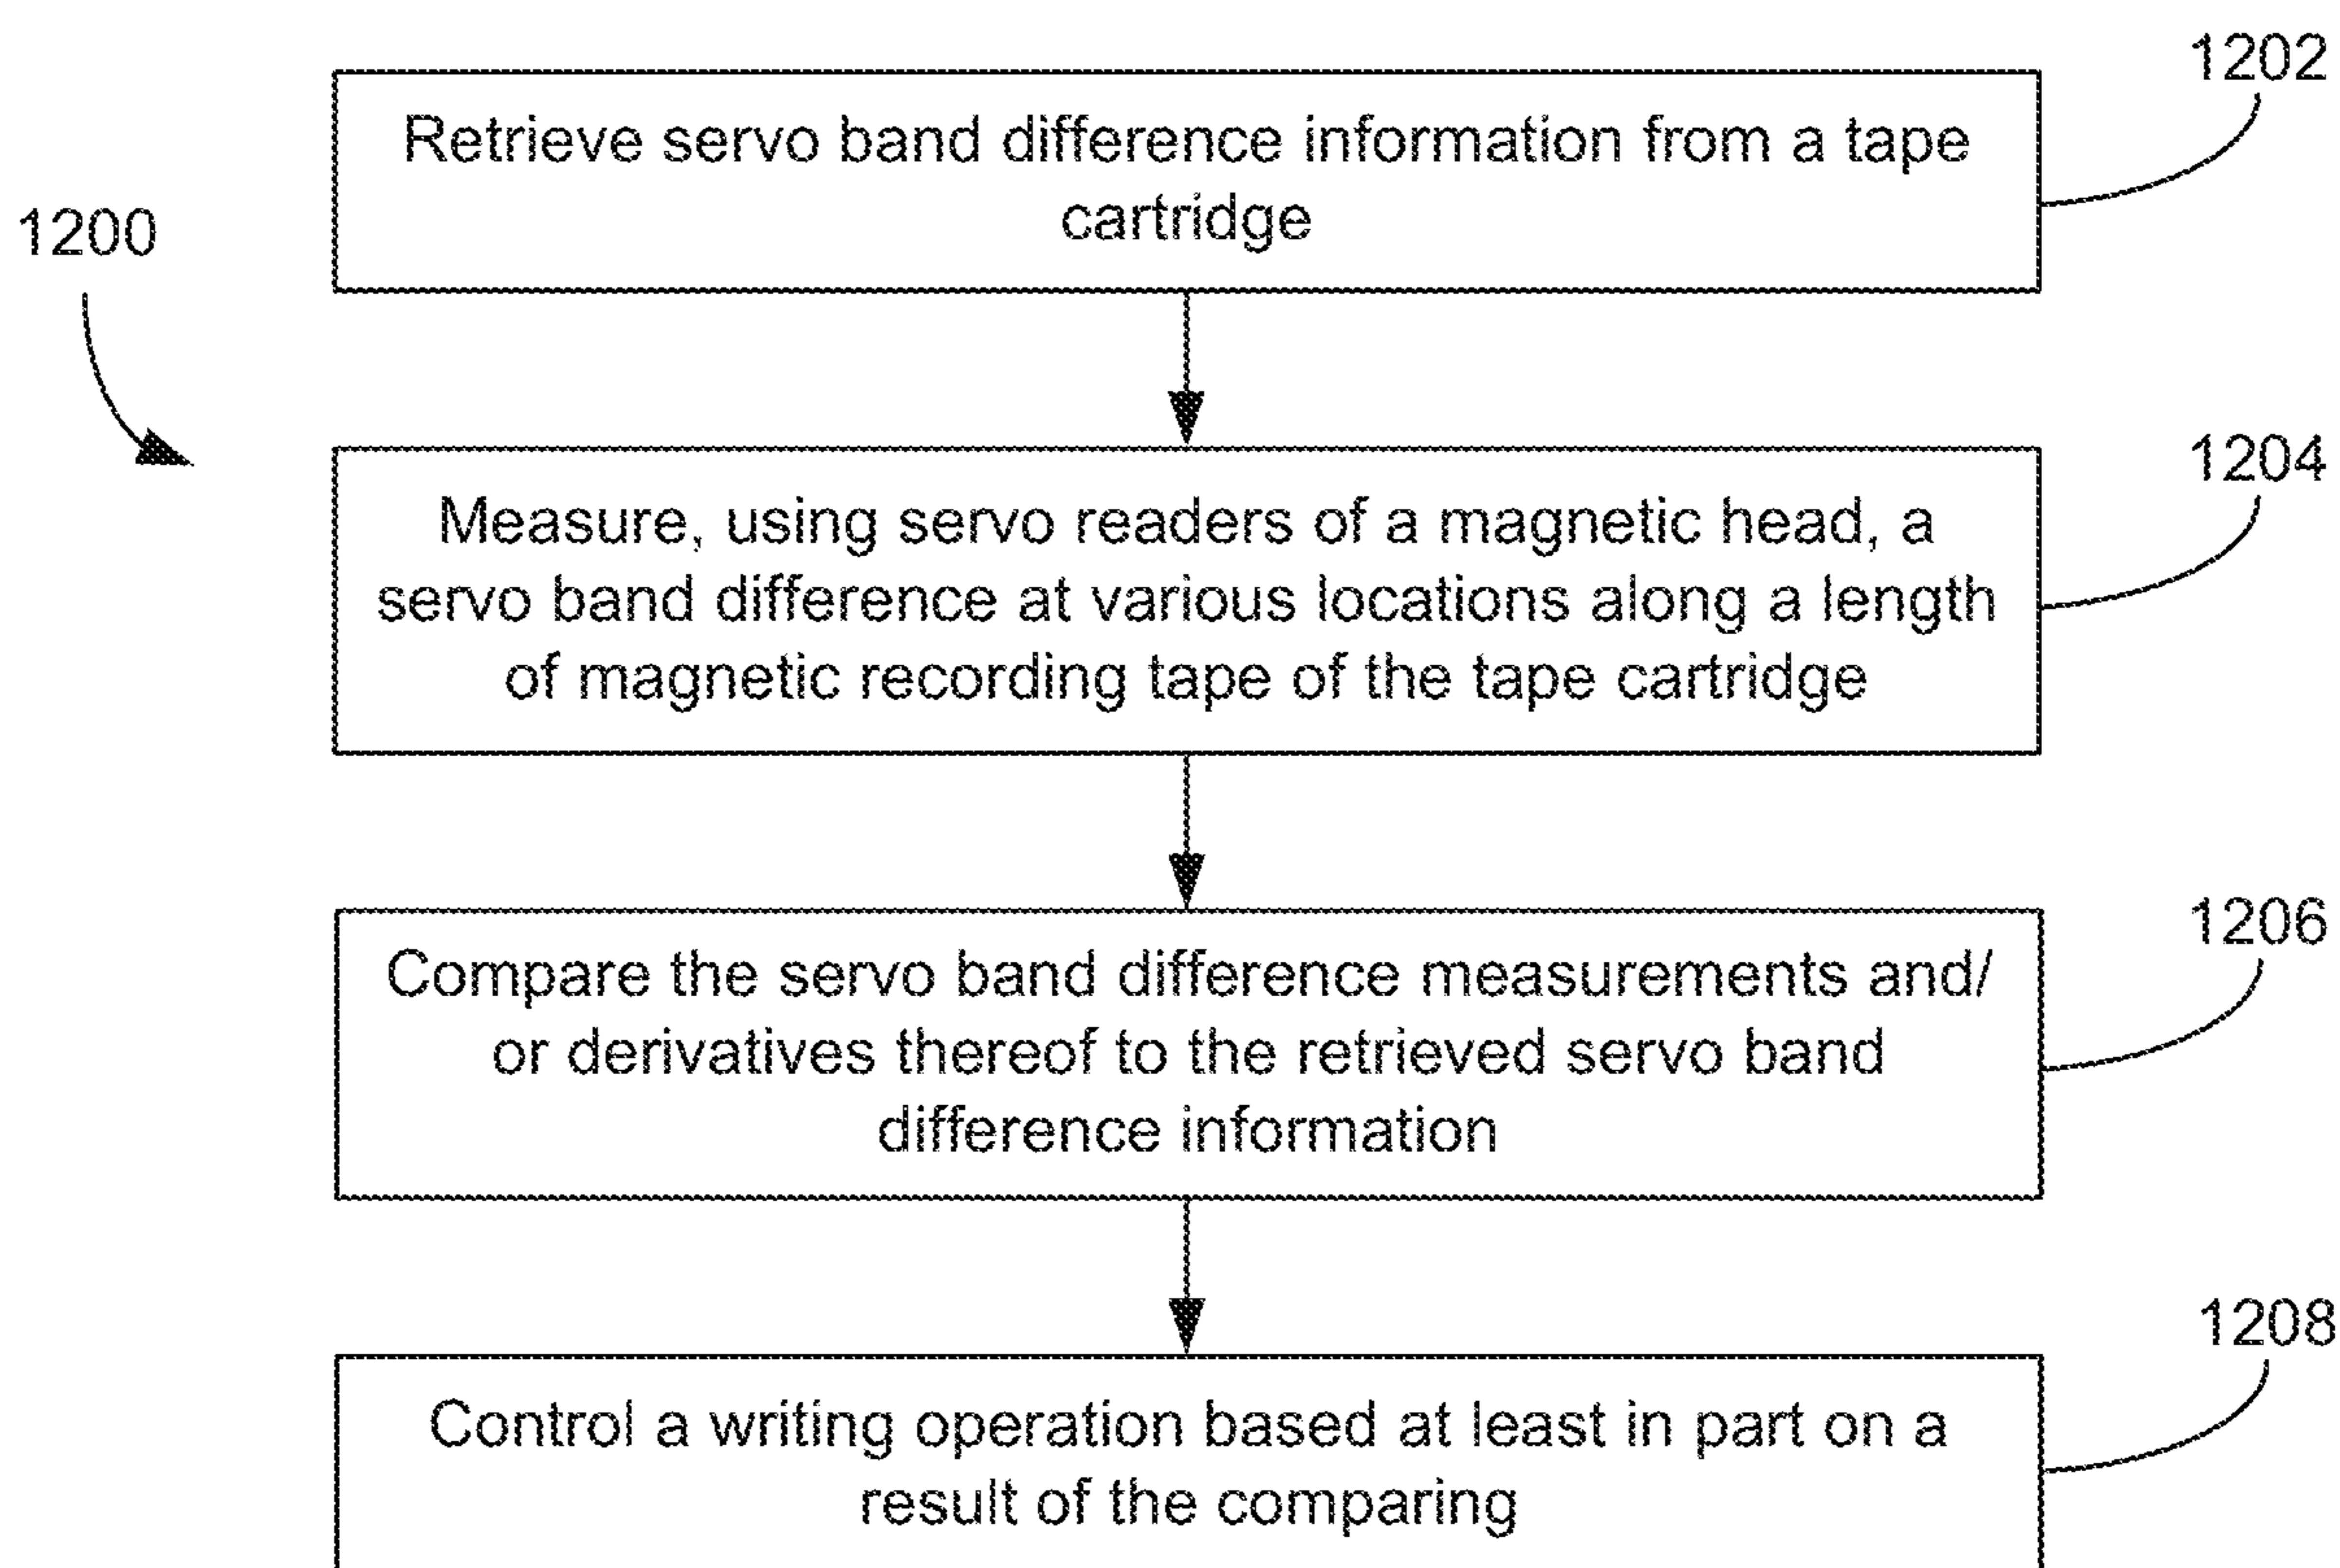 1202
Retrieve servo band difference information from a tape
cartridge
1200
1204
Measure, using servo readers of a magnetic head, a
servo band difference at various locations along a length
of magnetic recording tape of the tape cartridge
1206
Compare the servo band difference measurements and/
or derivatives thereof to the retrieved servo band
difference information
1208
Control a writing operation based at least in part on a
result of the comparing